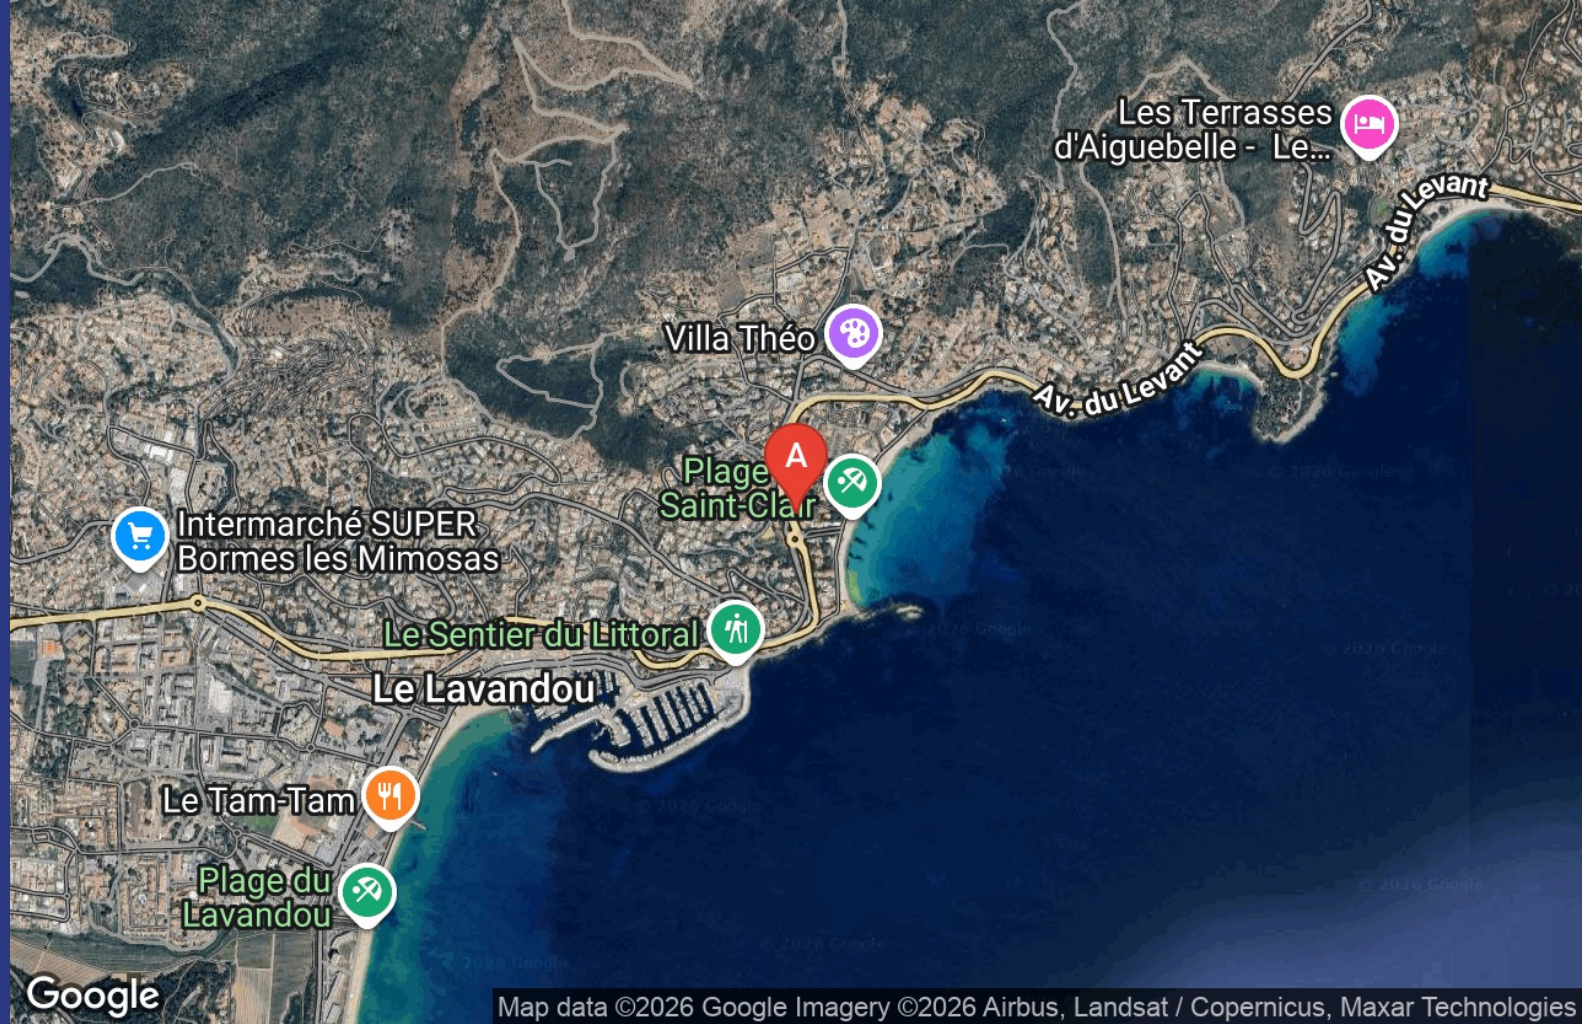 Les Terrasses
d'Aiguebelle - Le...
Av. du Levant
Villa Théo
Av. du Levant
A
Plage
Saint-Clair
Intermarché SUPER
Bormes les Mimosas
Le Sentier du Littoral
Le Lavandou
Le Tam-Tam
Plage du
Lavandou
Google
Map data ©2026 Google Imagery ©2026 Airbus, Landsat / Copernicus, Maxar Technologies